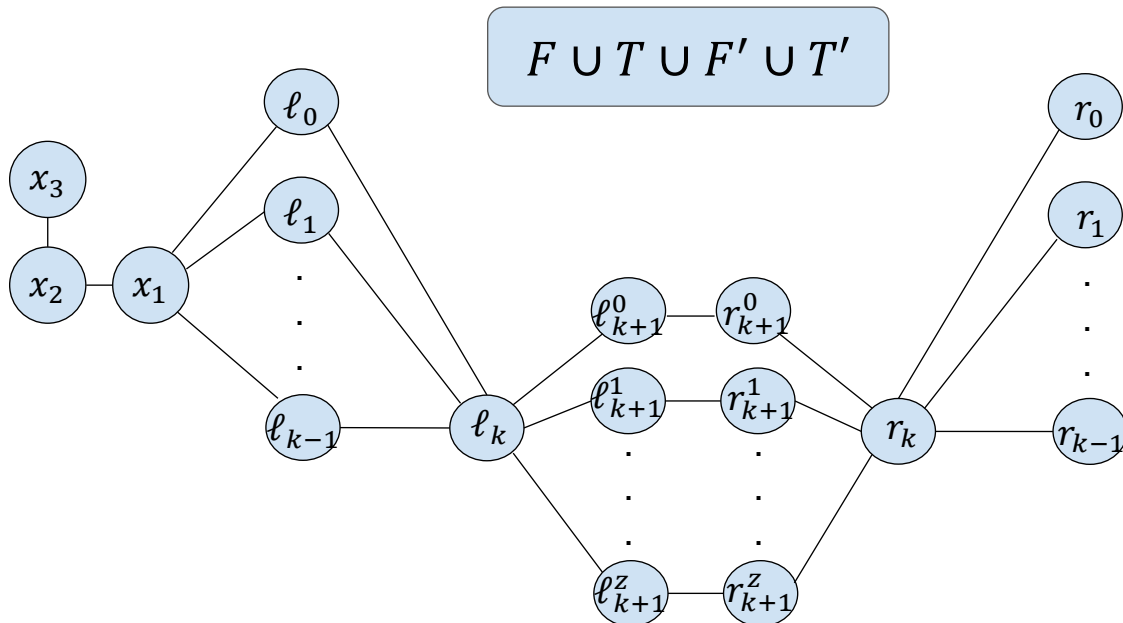 F ∪ T ∪ F′ ∪ T′
ℓ₀
r₀
x₃
ℓ₁
r₁
x₂
x₁
.
.
.
.
.
.
ℓ⁰ₖ₊₁
r⁰ₖ₊₁
ℓ¹ₖ₊₁
r¹ₖ₊₁
ℓₖ₋₁
ℓₖ
rₖ
rₖ₋₁
. .
. .
. .
ℓᶻₖ₊₁
rᶻₖ₊₁